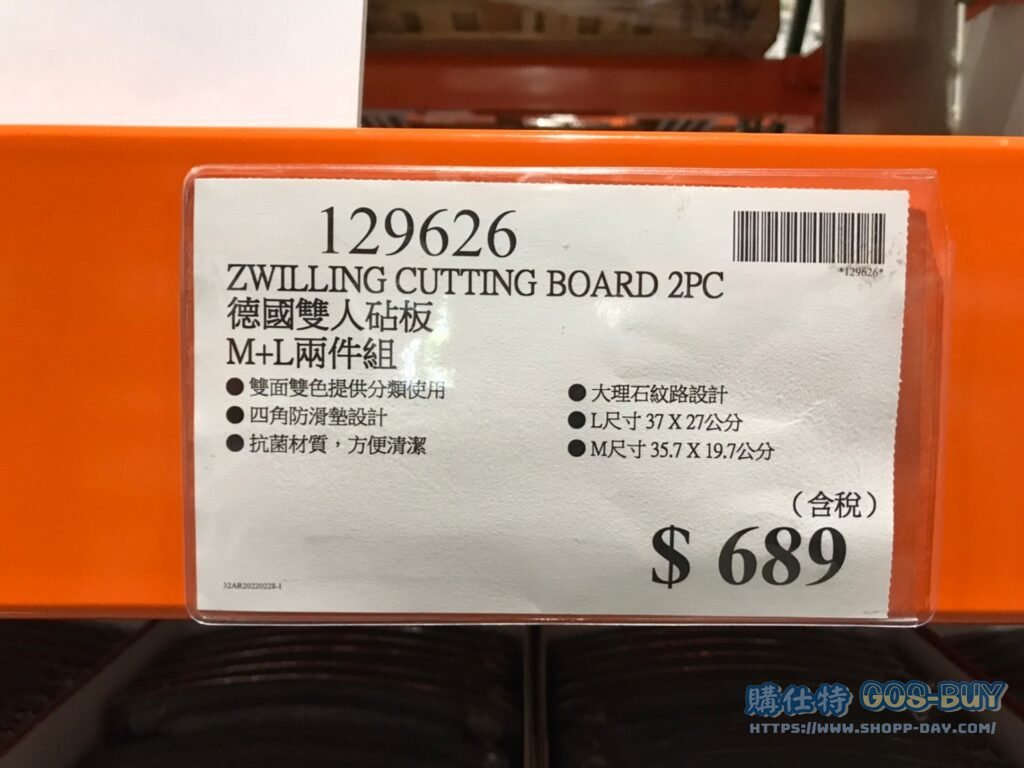 129626
*129626*
ZWILLING CUTTING BOARD 2PC
德國雙人砧板
M+L兩件組
●雙面雙色提供分類使用
●四角防滑墊設計
●抗菌材質，方便清潔
●大理石紋路設計
●L尺寸 37 X 27公分
●M尺寸 35.7 X 19.7公分
（含稅）
$ 689
32AR20220228-1
購仕特 GOS-BUY
HTTPS://WWW.SHOPP-DAY.COM/